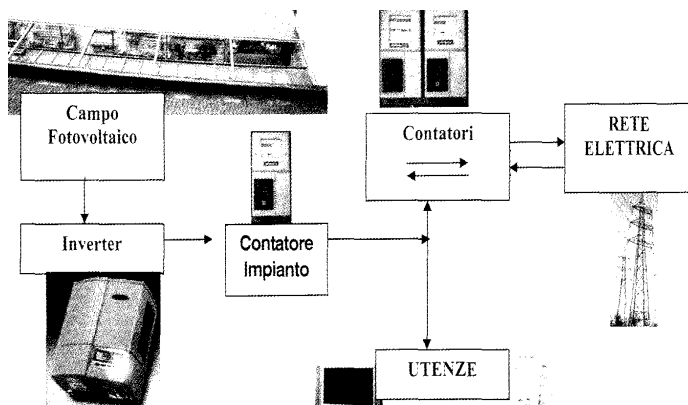 Campo
Fotovoltaico
Inverter
Contatore
Impianto
Contatori
RETE
ELETTRICA
UTENZE